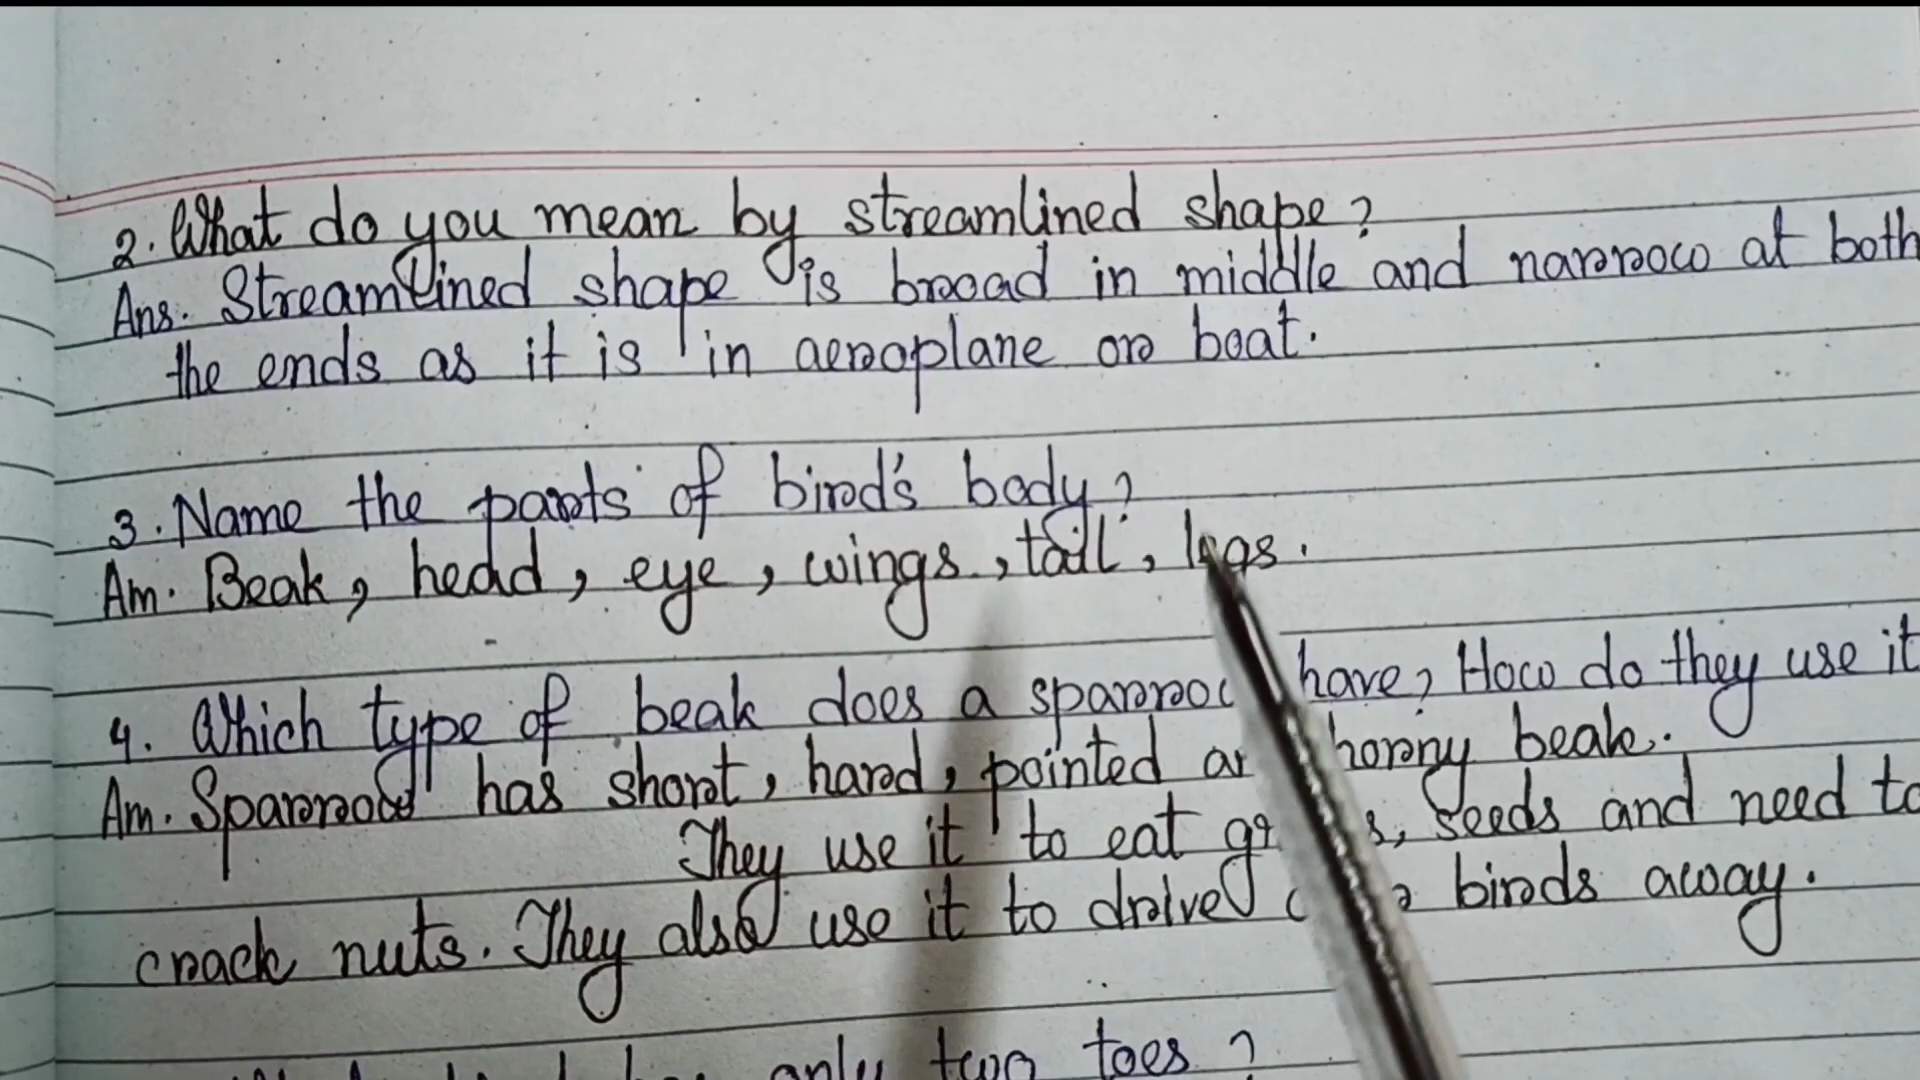 2. What do you mean by streamlined shape?
Ans. Streamlined shape is broad in middle and narrow at both
the ends as it is in aeroplane or boat.
3. Name the parts of bird's body?
Ans. Beak, head, eye, wings, tail, legs.
4. Which type of beak does a sparrow have? How do they use it
Ans. Sparrow has short, hard, pointed and horny beak.
They use it to eat seeds and need to
crack nuts. They also use it to drive birds away.
only two toes?